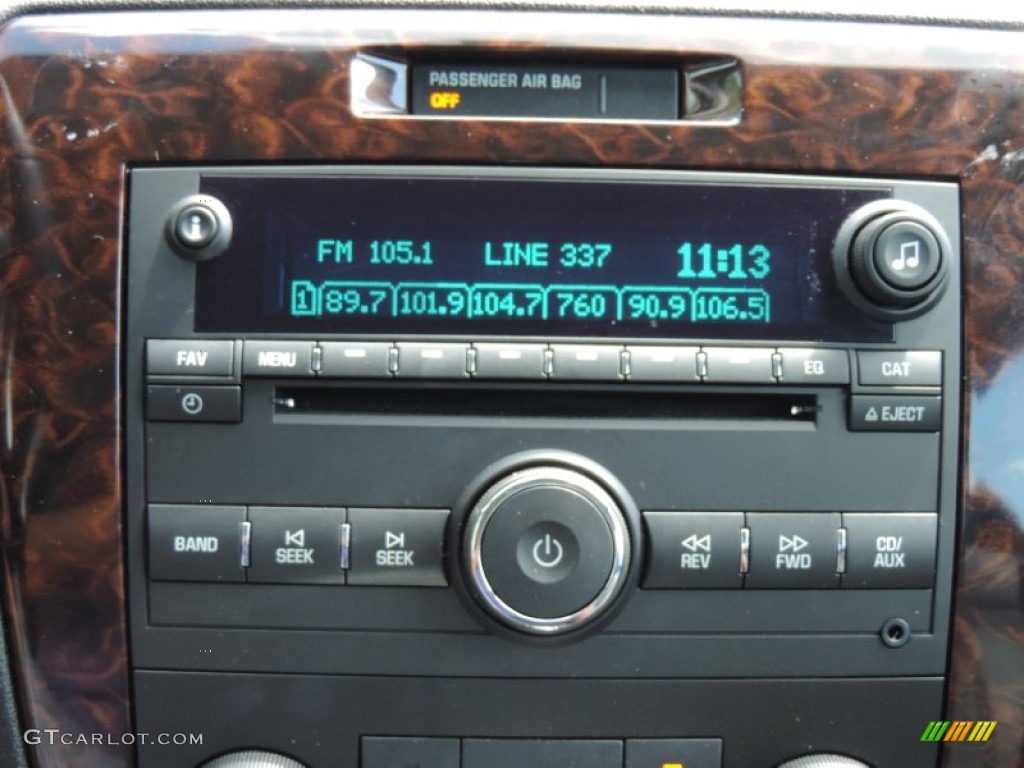 PASSENGER AIR BAG
OFF
i
FM 105.1 LINE 337 11:13
1 89.7 101.9 104.7 760 90.9 106.5
FAV MENU EQ CAT
EJECT
BAND SEEK SEEK REV FWD CD/
AUX
GTCARLOT.COM